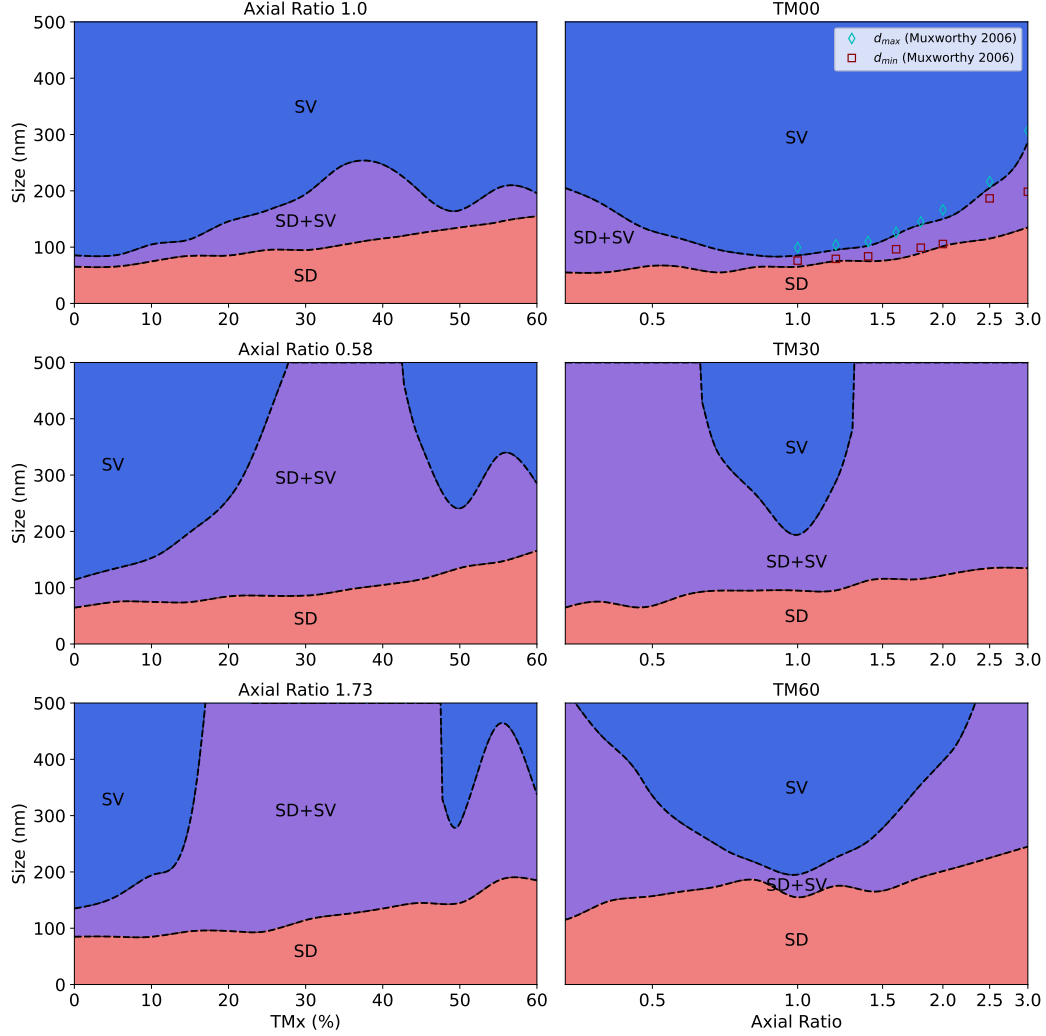 Axial Ratio 1.0
Size (nm)
500
400
300
200
100
0
SV
SD+SV
SD
0 10 20 30 40 50 60
TM00
d_max (Muxworthy 2006)
d_min (Muxworthy 2006)
SV
SD+SV
SD
0.5 1.0 1.5 2.0 2.5 3.0
Axial Ratio 0.58
Size (nm)
500
400
300
200
100
0
SV
SD+SV
SD
0 10 20 30 40 50 60
TM30
SV
SD+SV
SD
0.5 1.0 1.5 2.0 2.5 3.0
Axial Ratio 1.73
Size (nm)
500
400
300
200
100
0
SV
SD+SV
SD
0 10 20 30 40 50 60
TMx (%)
TM60
SV
SD+SV
SD
0.5 1.0 1.5 2.0 2.5 3.0
Axial Ratio